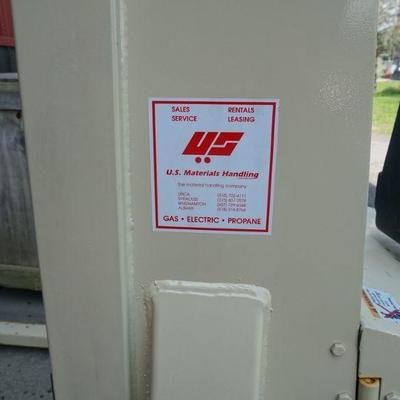 SALES RENTALS
SERVICE LEASING
US
U.S. Materials Handling
the material handling company
UTICA
SYRACUSE
BINGHAMTON
ALBANY
GAS • ELECTRIC • PROPANE